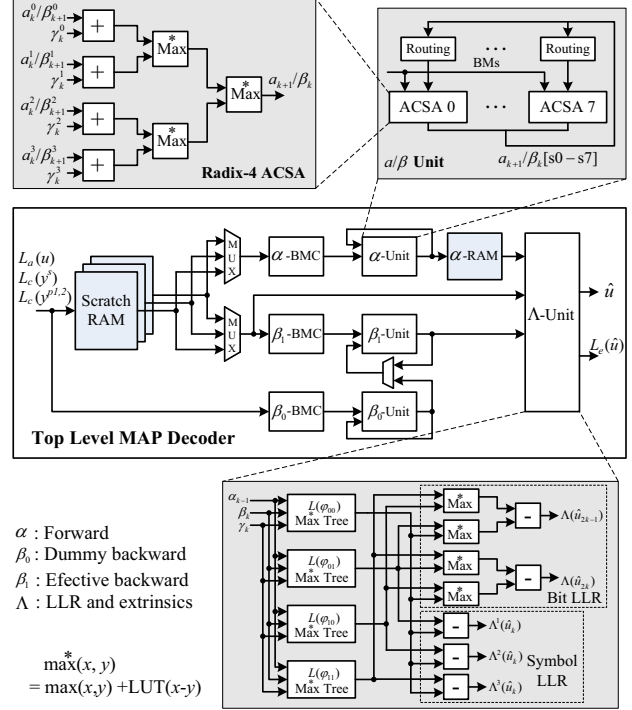 a_k^0/β_{k+1}^0
γ_k^0
+
a_k^1/β_{k+1}^1
γ_k^1
+
*
Max
a_k^2/β_{k+1}^2
γ_k^2
+
a_k^3/β_{k+1}^3
γ_k^3
+
*
Max
*
Max
a_{k+1}/β_k
Radix-4 ACSA
Routing
...
Routing
BMs
ACSA 0
...
ACSA 7
a/β Unit
a_{k+1}/β_k[s0 – s7]
L_a(u)
L_c(y^s)
L_c(y^{p1,2})
Scratch
RAM
MUX
α-BMC
α-Unit
α-RAM
MUX
β_1-BMC
β_1-Unit
β_0-BMC
β_0-Unit
Λ-Unit
û
L_e(û)
Top Level MAP Decoder
α : Forward
β_0 : Dummy backward
β_1 : Efective backward
Λ : LLR and extrinsics
*
max(x, y)
= max(x,y) +LUT(x-y)
α_{k-1}
β_k
γ_k
L(φ_00)
Max* Tree
L(φ_01)
Max* Tree
L(φ_10)
Max* Tree
L(φ_11)
Max* Tree
*
Max
*
Max
-
Λ(û_{2k-1})
*
Max
*
Max
-
Λ(û_{2k})
Bit LLR
-
Λ^1(û_k)
-
Λ^2(û_k)
-
Λ^3(û_k)
Symbol
LLR